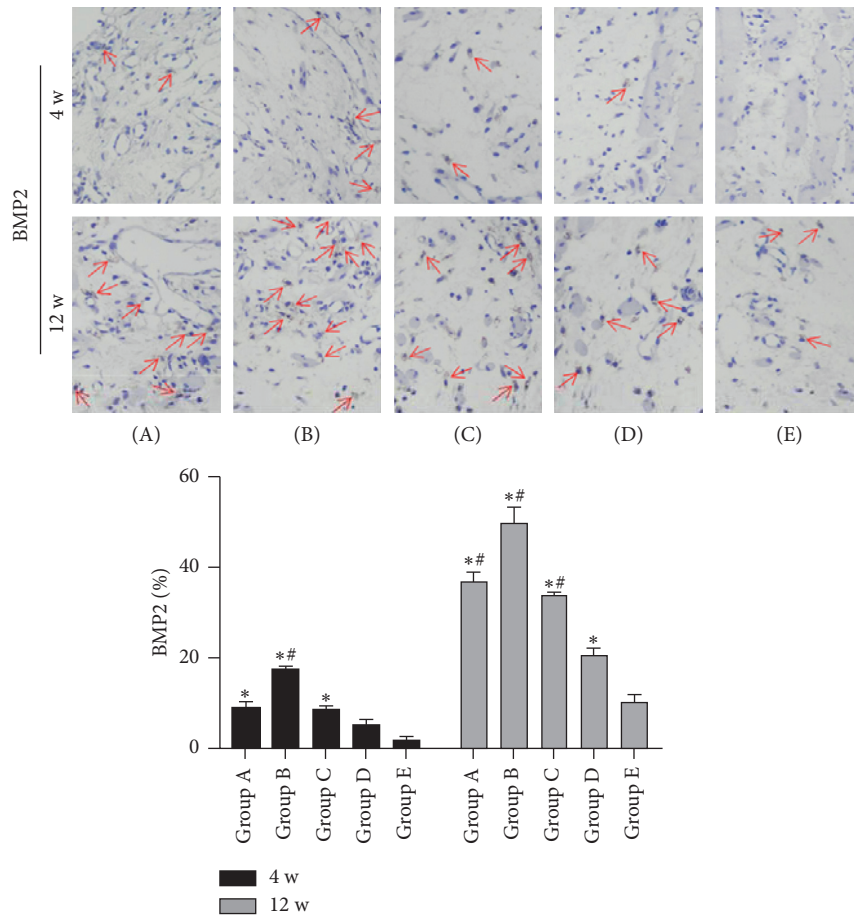 BMP2
4 w
12 w
(A) (B) (C) (D) (E)
BMP2 (%)
60
40
20
0
* *# * *# *# *# *
Group A Group B Group C Group D Group E Group A Group B Group C Group D Group E
4 w
12 w